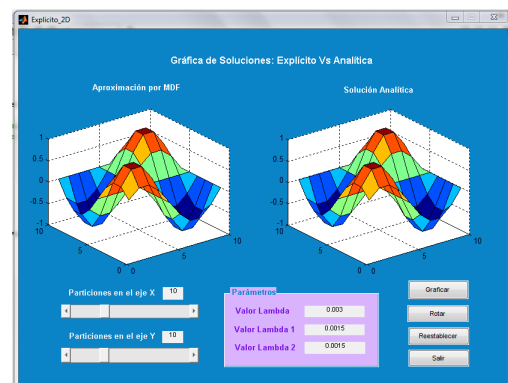 Explicito_2D
Gráfica de Soluciones: Explícito Vs Analítica
Aproximación por MDF
Solución Analítica
1
0.5
0
-0.5
-1
10
5
0
0
5
10
1
0.5
0
-0.5
-1
10
5
0
0
5
10
Particiones en el eje X 10
Particiones en el eje Y 10
Parámetros
Valor Lambda 0.003
Valor Lambda 1 0.0015
Valor Lambda 2 0.0015
Graficar
Rotar
Reestablecer
Salir